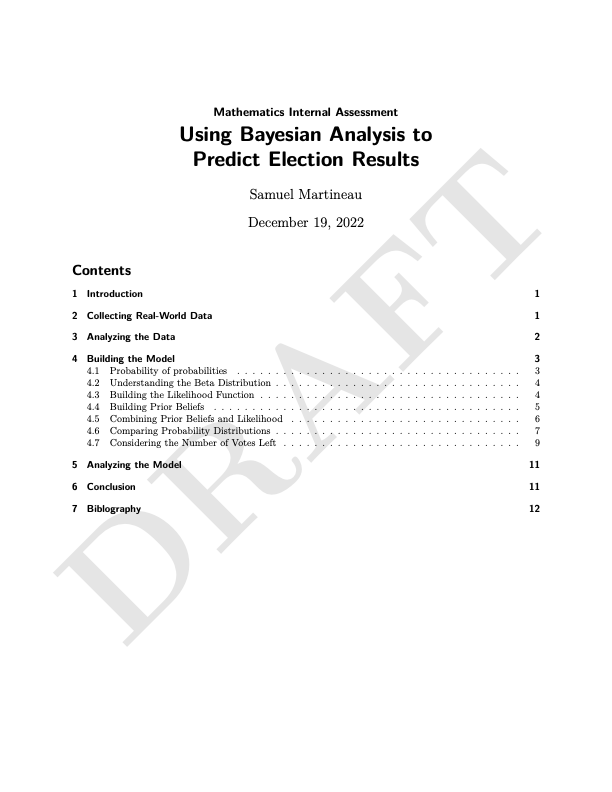 Mathematics Internal Assessment
Using Bayesian Analysis to
Predict Election Results
Samuel Martineau
December 19, 2022
Contents
1 Introduction 1
2 Collecting Real-World Data 1
3 Analyzing the Data 2
4 Building the Model 3
4.1 Probability of probabilities . . . . . . . . . . . . . . . . . . . . . . . . . . . . . . . . . . . . . 3
4.2 Understanding the Beta Distribution . . . . . . . . . . . . . . . . . . . . . . . . . . . . . . . . 4
4.3 Building the Likelihood Function . . . . . . . . . . . . . . . . . . . . . . . . . . . . . . . . . . 4
4.4 Building Prior Beliefs . . . . . . . . . . . . . . . . . . . . . . . . . . . . . . . . . . . . . . . . 5
4.5 Combining Prior Beliefs and Likelihood . . . . . . . . . . . . . . . . . . . . . . . . . . . . . . 6
4.6 Comparing Probability Distributions . . . . . . . . . . . . . . . . . . . . . . . . . . . . . . . . 7
4.7 Considering the Number of Votes Left . . . . . . . . . . . . . . . . . . . . . . . . . . . . . . . 9
5 Analyzing the Model 11
6 Conclusion 11
7 Biblography 12
DRAFT